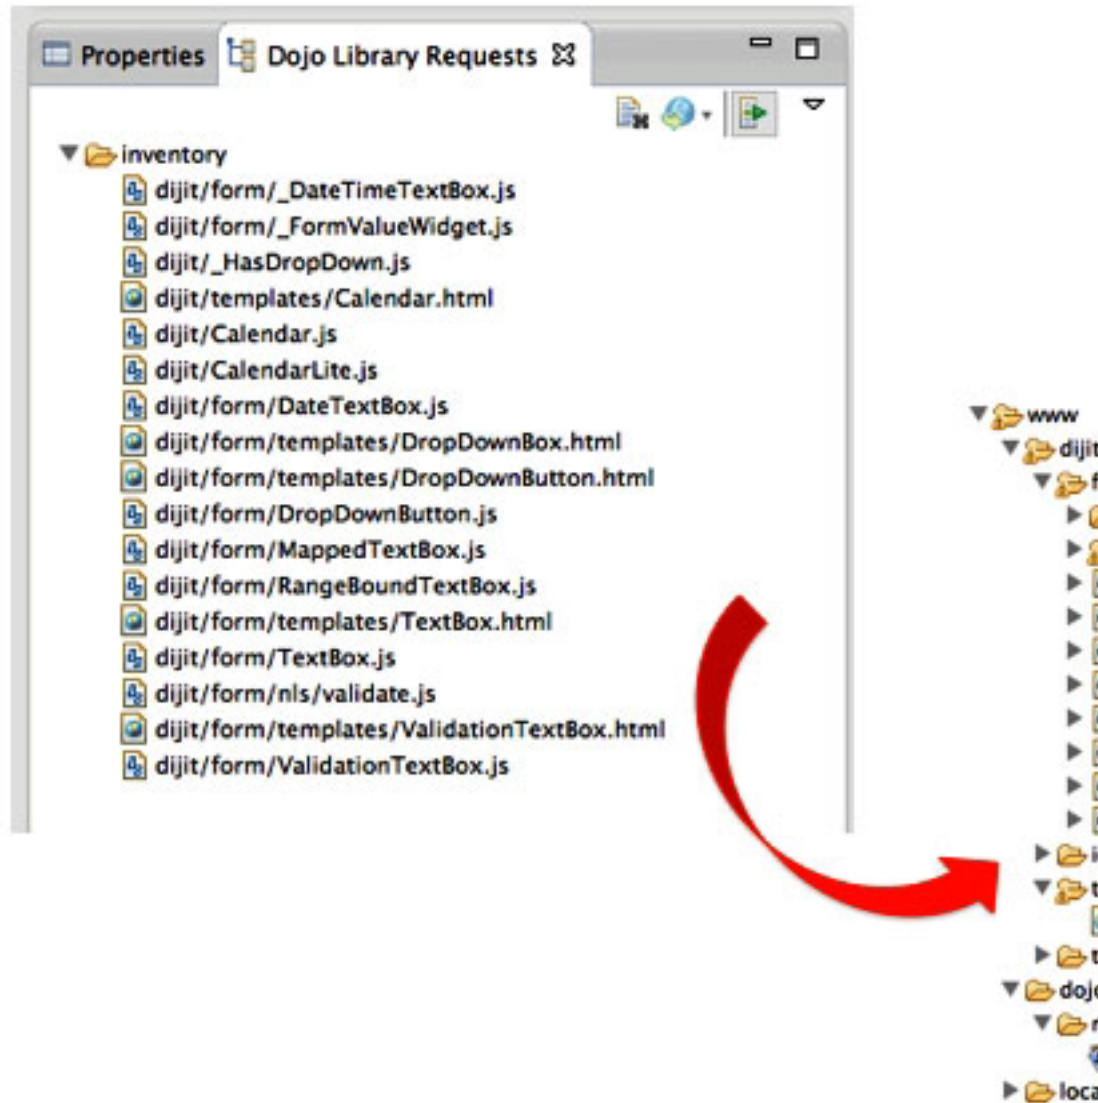 Properties
Dojo Library Requests
inventory
dijit/form/_DateTimeTextBox.js
dijit/form/_FormValueWidget.js
dijit/_HasDropDown.js
dijit/templates/Calendar.html
dijit/Calendar.js
dijit/CalendarLite.js
dijit/form/DateTextBox.js
dijit/form/templates/DropDownBox.html
dijit/form/templates/DropDownButton.html
dijit/form/DropDownButton.js
dijit/form/MappedTextBox.js
dijit/form/RangeBoundTextBox.js
dijit/form/templates/TextBox.html
dijit/form/TextBox.js
dijit/form/nls/validate.js
dijit/form/templates/ValidationTextBox.html
dijit/form/ValidationTextBox.js
www
dijit